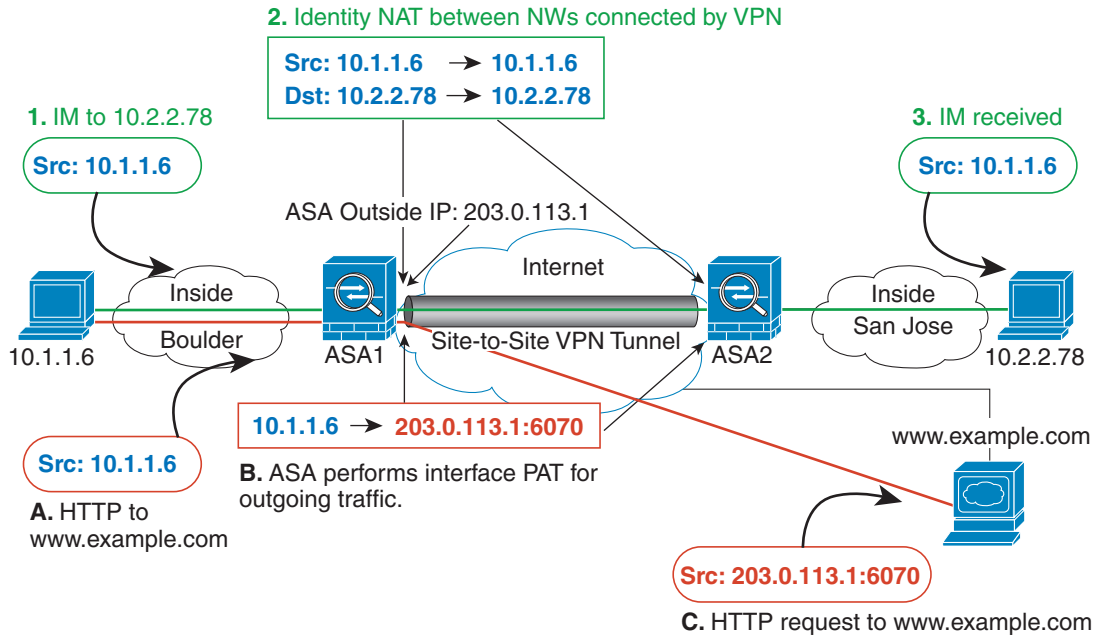 2. Identity NAT between NWs connected by VPN
Src: 10.1.1.6 → 10.1.1.6
Dst: 10.2.2.78 → 10.2.2.78
1. IM to 10.2.2.78
Src: 10.1.1.6
3. IM received
Src: 10.1.1.6
ASA Outside IP: 203.0.113.1
Internet
Inside
Boulder
Inside
San Jose
10.1.1.6
ASA1
Site-to-Site VPN Tunnel
ASA2
10.2.2.78
10.1.1.6 → 203.0.113.1:6070
www.example.com
Src: 10.1.1.6
B. ASA performs interface PAT for
outgoing traffic.
A. HTTP to
www.example.com
Src: 203.0.113.1:6070
C. HTTP request to www.example.com